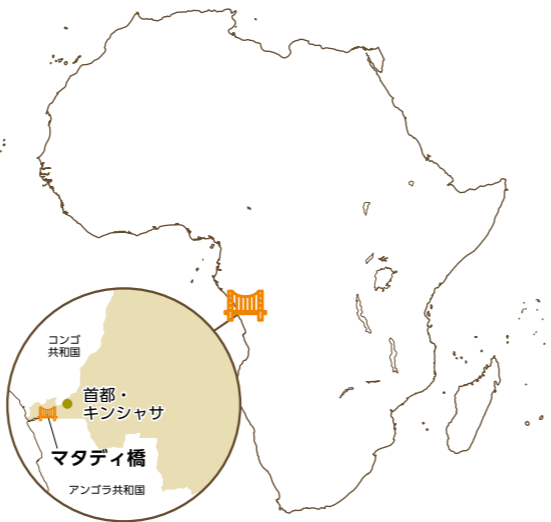 コンゴ
共和国
首都・
キンシャサ
マタディ橋
アンゴラ共和国